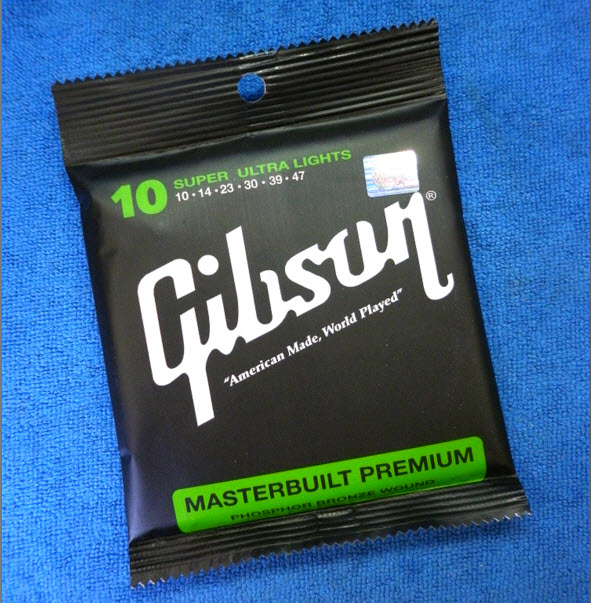 10
SUPER ULTRA LIGHTS
10 • 14 • 23 • 30 • 39 • 47
Gibson®
"American Made, World Played"
MASTERBUILT PREMIUM
PHOSPHOR BRONZE WOUND